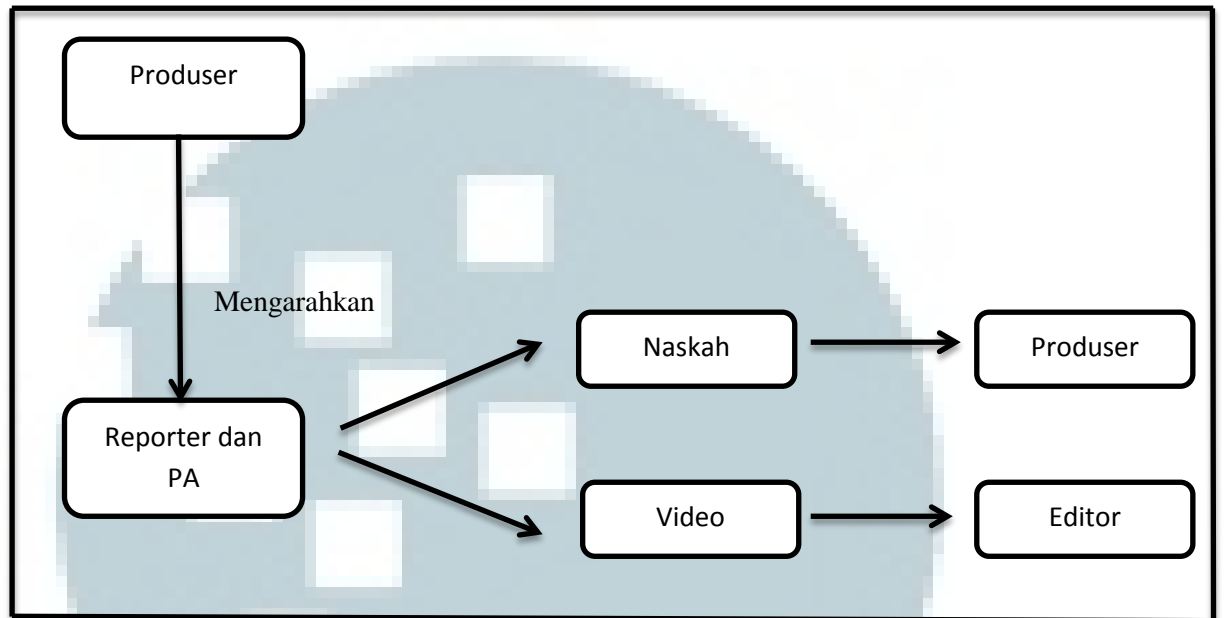 Produser
Mengarahkan
Naskah
Produser
Reporter dan
PA
Video
Editor